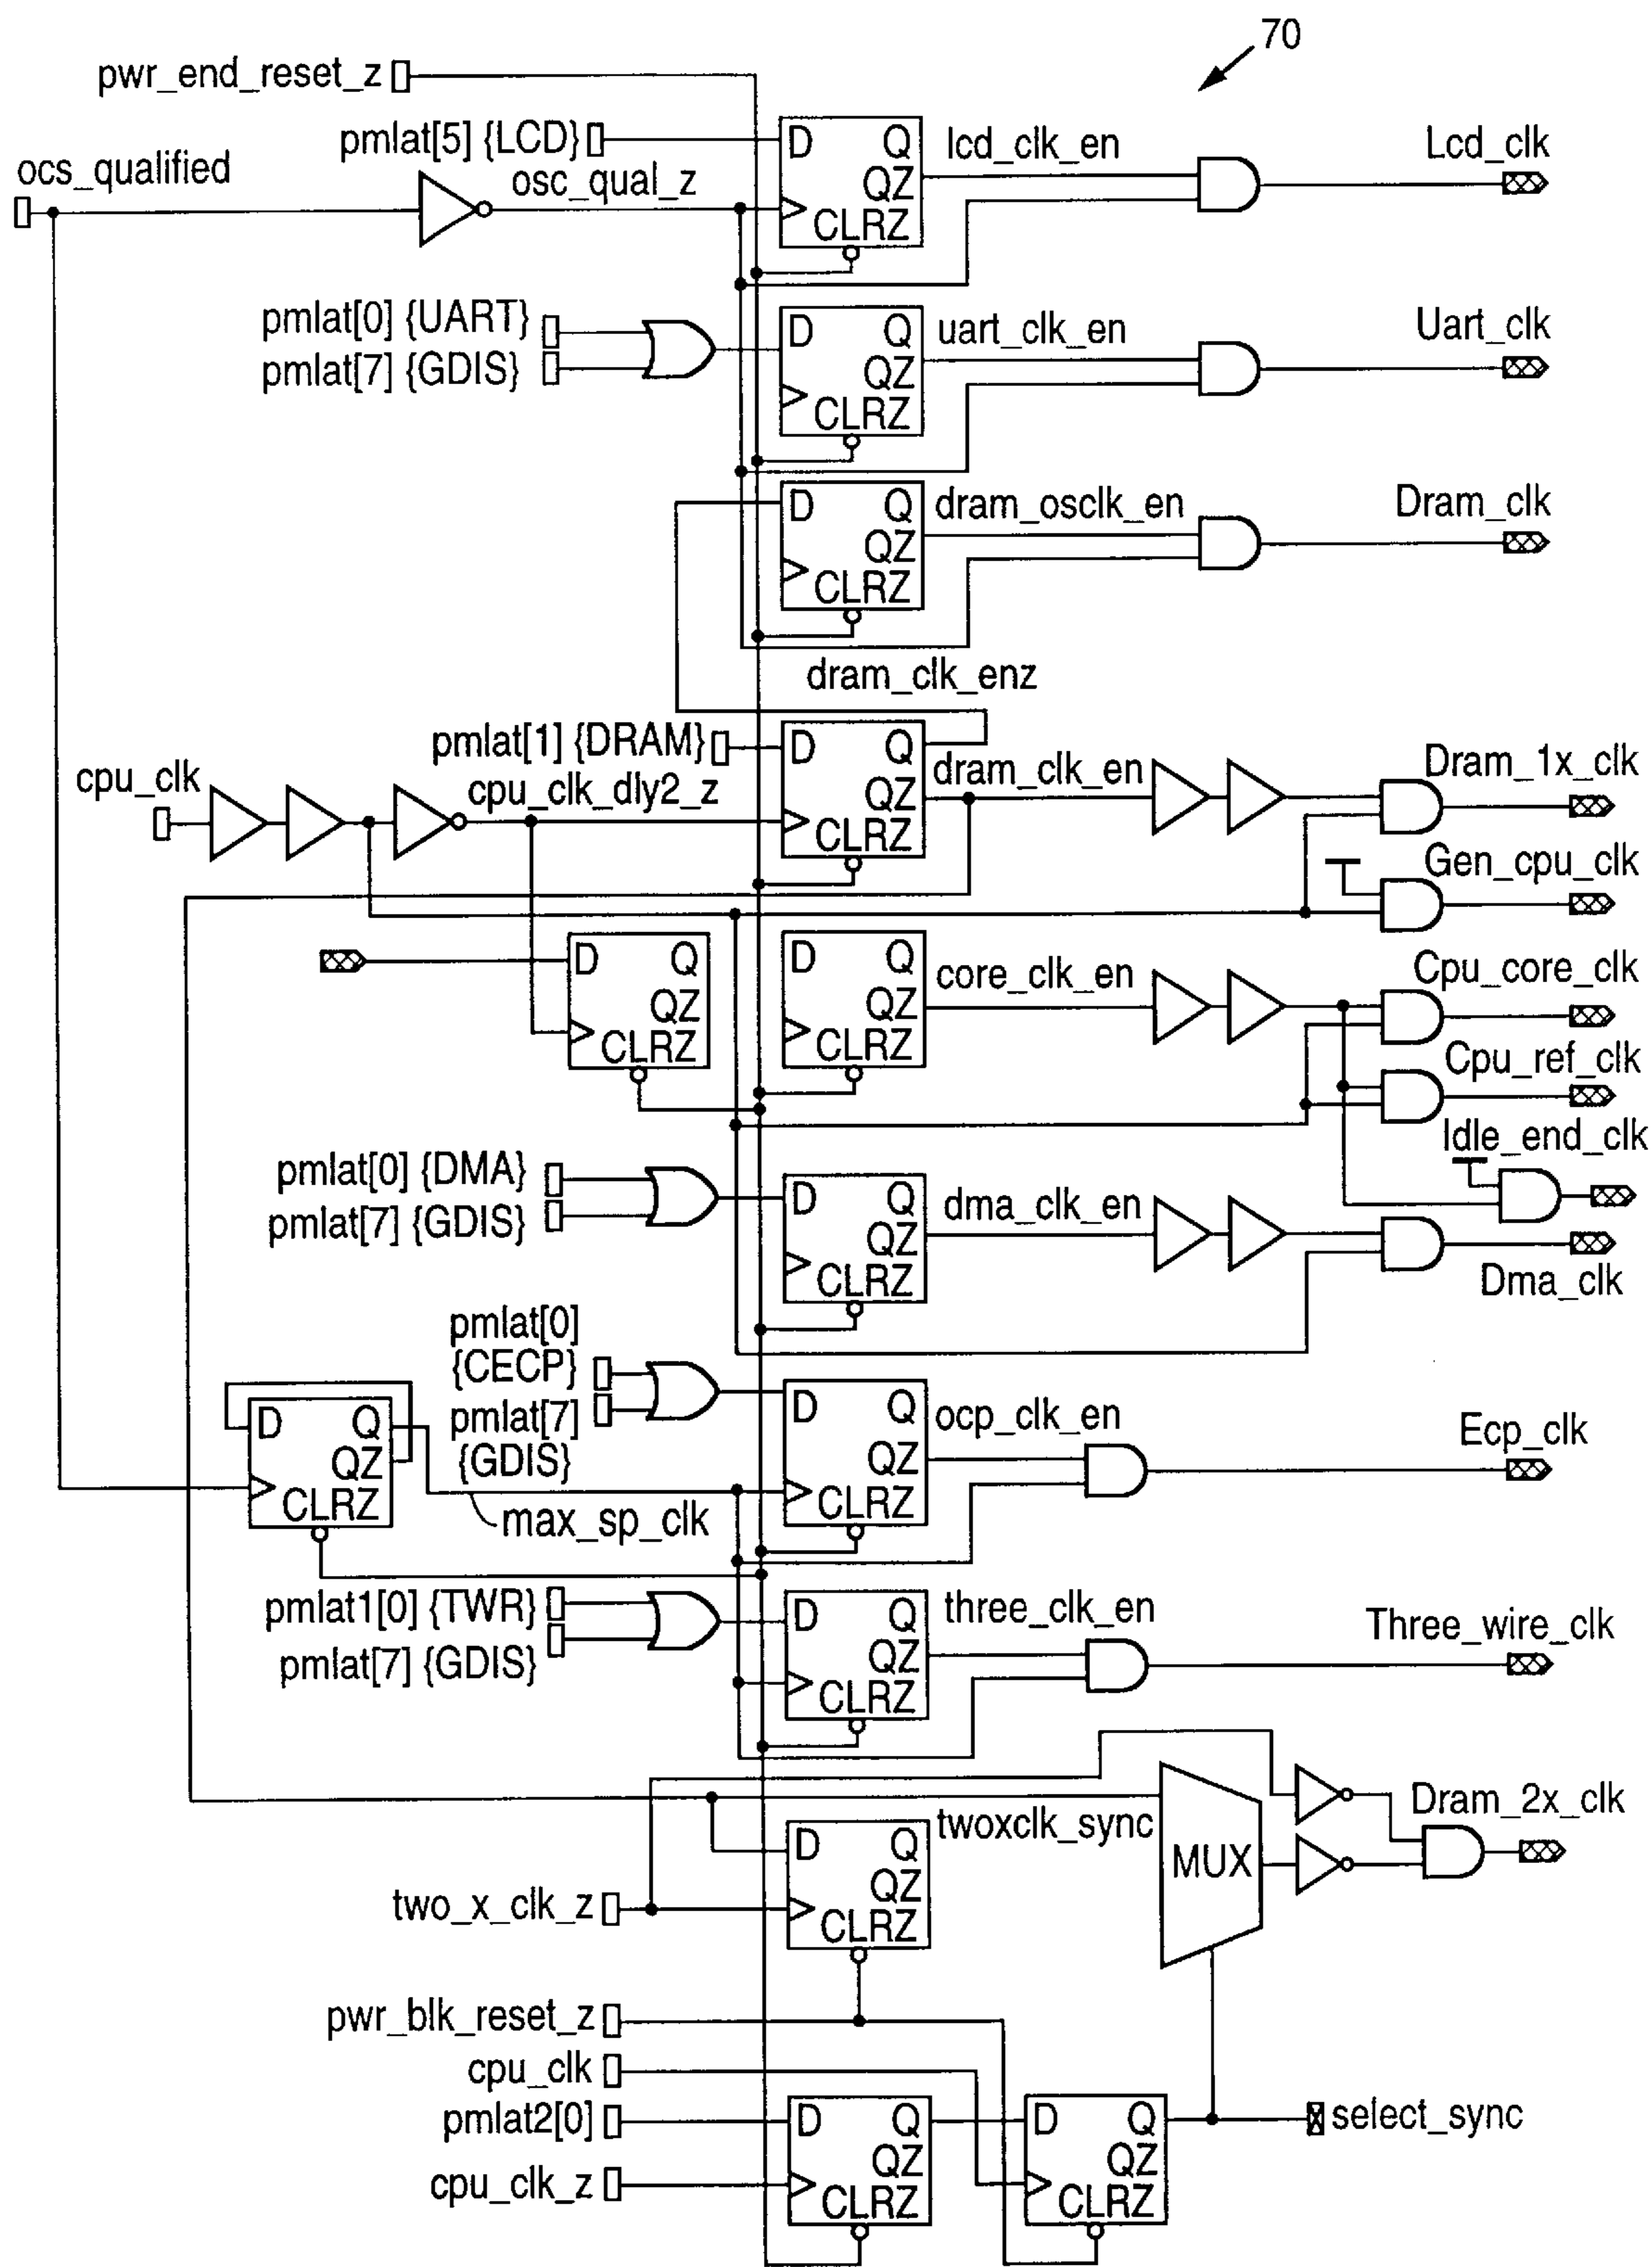 70
pwr_end_reset_z
pmlat[5] {LCD}
D Q
lcd_clk_en
Lcd_clk
ocs_qualified
osc_qual_z
QZ
CLRZ
pmlat[0] {UART}
D Q
uart_clk_en
Uart_clk
pmlat[7] {GDIS}
QZ
CLRZ
D Q
dram_osclk_en
Dram_clk
QZ
CLRZ
dram_clk_enz
pmlat[1] {DRAM}
D Q
dram_clk_en
Dram_1x_clk
cpu_clk
cpu_clk_dly2_z
QZ
CLRZ
Gen_cpu_clk
D Q
QZ
CLRZ
D Q
QZ
CLRZ
core_clk_en
Cpu_core_clk
Cpu_ref_clk
Idle_end_clk
pmlat[0] {DMA}
pmlat[7] {GDIS}
D Q
QZ
CLRZ
dma_clk_en
Dma_clk
pmlat[0]
{CECP}
pmlat[7]
{GDIS}
D Q
QZ
CLRZ
ocp_clk_en
Ecp_clk
D Q
QZ
CLRZ
max_sp_clk
pmlat1[0] {TWR}
pmlat[7] {GDIS}
D Q
QZ
CLRZ
three_clk_en
Three_wire_clk
twoxclk_sync
MUX
Dram_2x_clk
D Q
QZ
CLRZ
two_x_clk_z
pwr_blk_reset_z
cpu_clk
pmlat2[0]
D Q
QZ
CLRZ
D Q
QZ
CLRZ
select_sync
cpu_clk_z